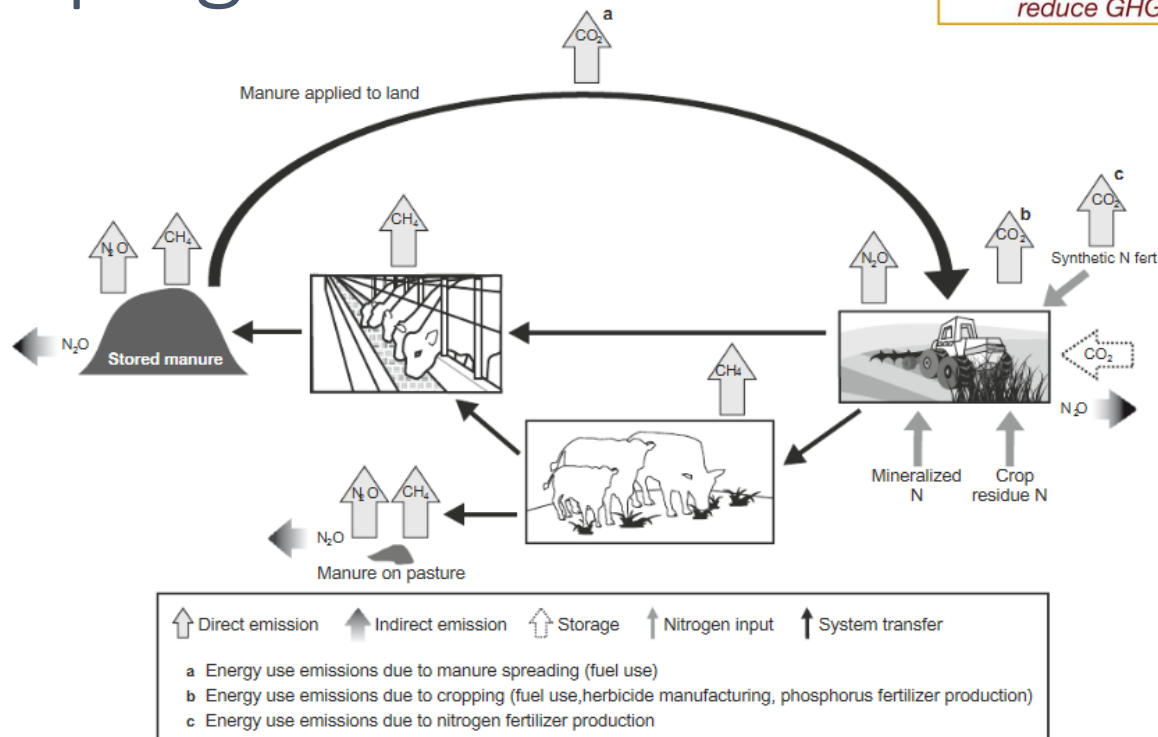 reduce GHG
a
CO₂
Manure applied to land
c
CO₂
CH₄
b
CO₂
N₂O
CH₄
N₂O
Synthetic N fert
N₂O
Stored manure
CO₂
CH₄
N₂O
Mineralized
N
Crop
residue N
N₂O
CH₄
N₂O
Manure on pasture
Direct emission
Indirect emission
Storage
Nitrogen input
System transfer
a Energy use emissions due to manure spreading (fuel use)
b Energy use emissions due to cropping (fuel use,herbicide manufacturing, phosphorus fertilizer production)
c Energy use emissions due to nitrogen fertilizer production